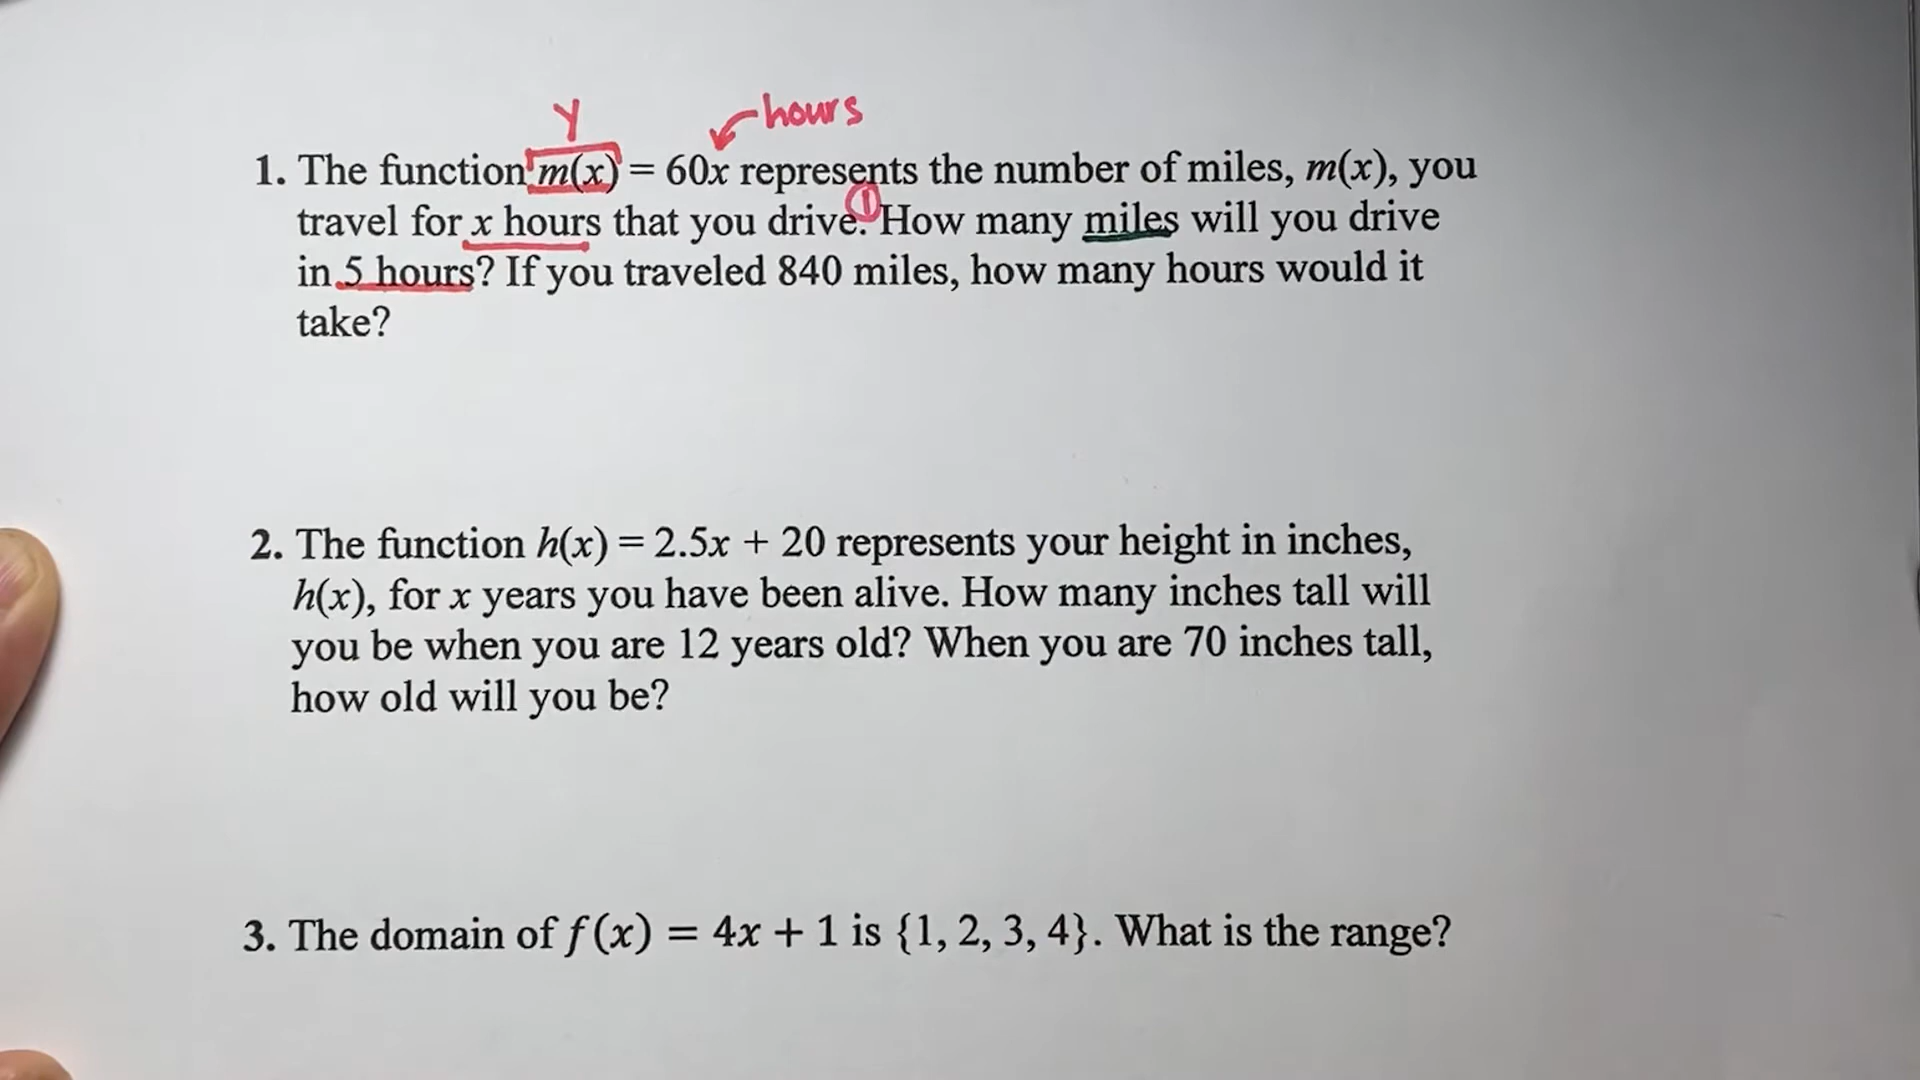 Y hours
1. The function m(x) = 60x represents the number of miles, m(x), you
travel for x hours that you drive. ① How many miles will you drive
in 5 hours? If you traveled 840 miles, how many hours would it
take?
2. The function h(x) = 2.5x + 20 represents your height in inches,
h(x), for x years you have been alive. How many inches tall will
you be when you are 12 years old? When you are 70 inches tall,
how old will you be?
3. The domain of f(x) = 4x + 1 is {1, 2, 3, 4}. What is the range?